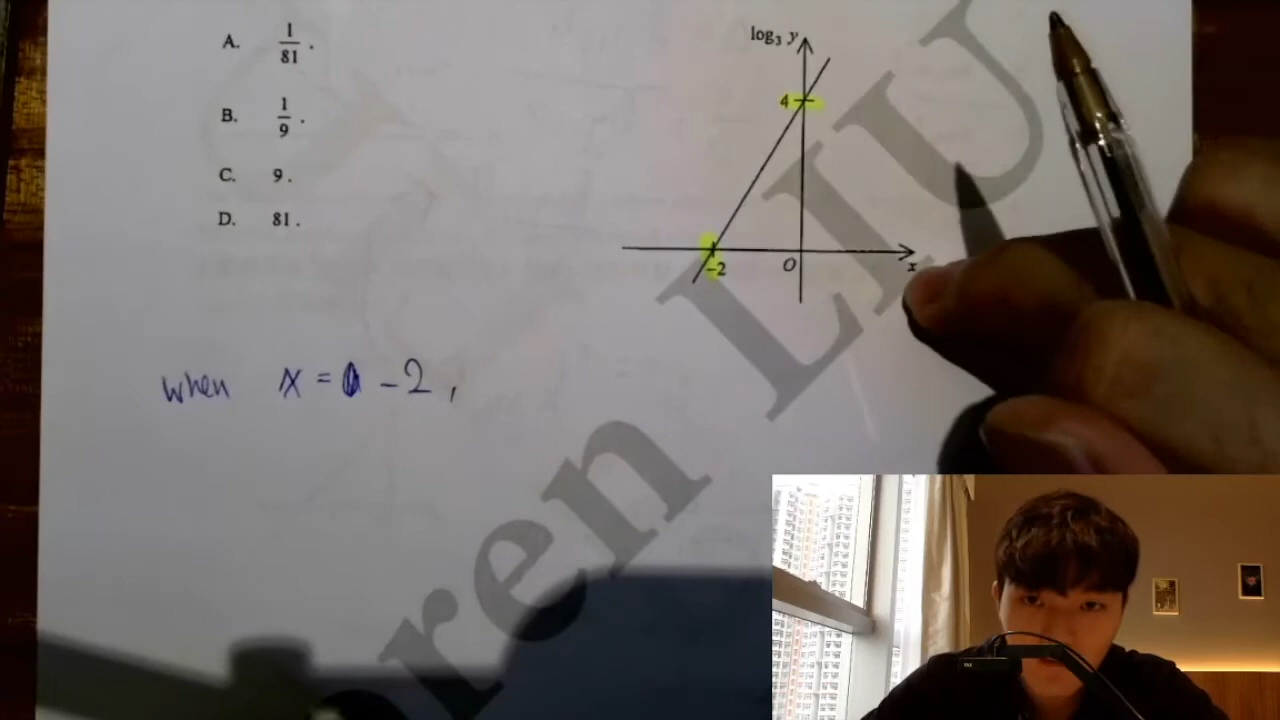 A. 1/81 .
B. 1/9 .
C. 9 .
D. 81 .
log₃ y
4
-2
O
x
when x = -2 ,
ren LIU